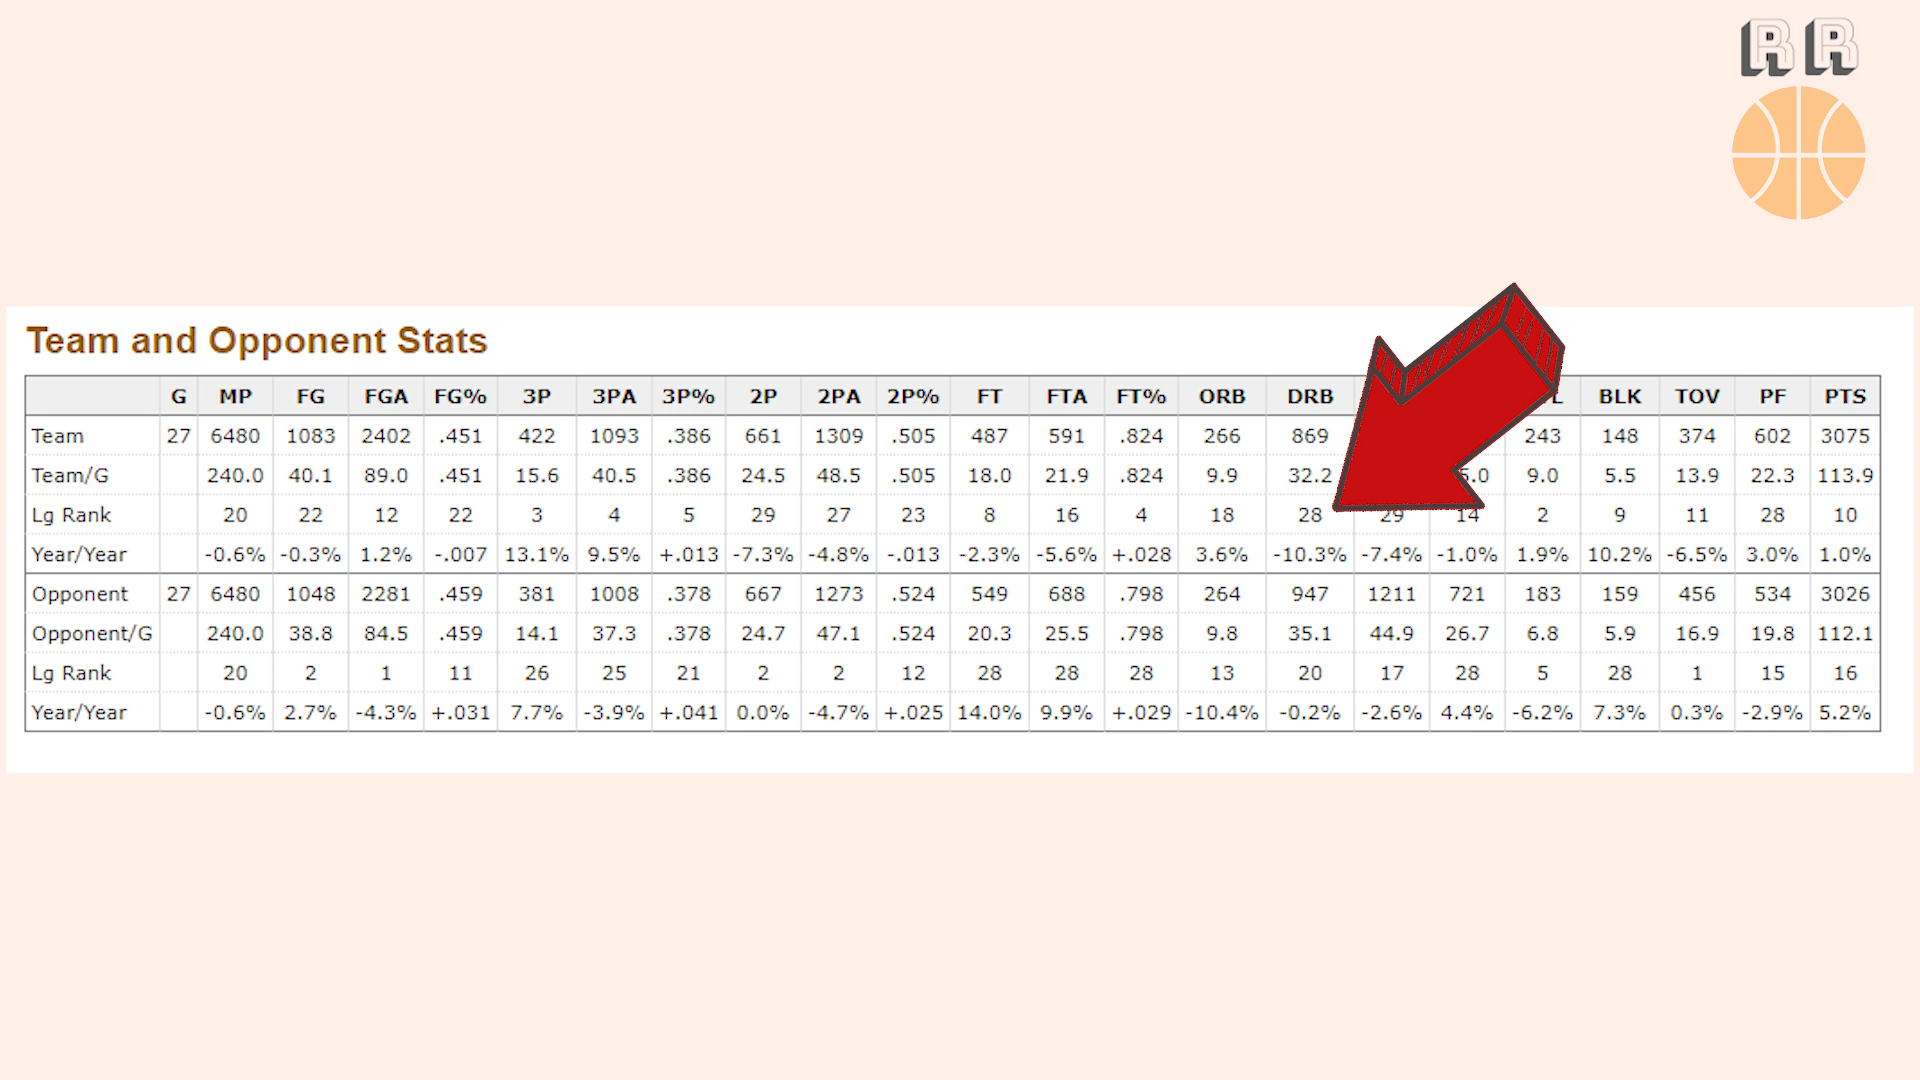 R R
Team and Opponent Stats
G MP FG FGA FG% 3P 3PA 3P% 2P 2PA 2P% FT FTA FT% ORB DRB BLK TOV PF PTS
Team 27 6480 1083 2402 .451 422 1093 .386 661 1309 .505 487 591 .824 266 869 243 148 374 602 3075
Team/G 240.0 40.1 89.0 .451 15.6 40.5 .386 24.5 48.5 .505 18.0 21.9 .824 9.9 32.2 9.0 5.5 13.9 22.3 113.9
Lg Rank 20 22 12 22 3 4 5 29 27 23 8 16 4 18 28 29 14 2 9 11 28 10
Year/Year -0.6% -0.3% 1.2% -.007 13.1% 9.5% +.013 -7.3% -4.8% -.013 -2.3% -5.6% +.028 3.6% -10.3% -7.4% -1.0% 1.9% 10.2% -6.5% 3.0% 1.0%
Opponent 27 6480 1048 2281 .459 381 1008 .378 667 1273 .524 549 688 .798 264 947 1211 721 183 159 456 534 3026
Opponent/G 240.0 38.8 84.5 .459 14.1 37.3 .378 24.7 47.1 .524 20.3 25.5 .798 9.8 35.1 44.9 26.7 6.8 5.9 16.9 19.8 112.1
Lg Rank 20 2 1 11 26 25 21 2 2 12 28 28 28 13 20 17 28 5 28 1 15 16
Year/Year -0.6% 2.7% -4.3% +.031 7.7% -3.9% +.041 0.0% -4.7% +.025 14.0% 9.9% +.029 -10.4% -0.2% -2.6% 4.4% -6.2% 7.3% 0.3% -2.9% 5.2%